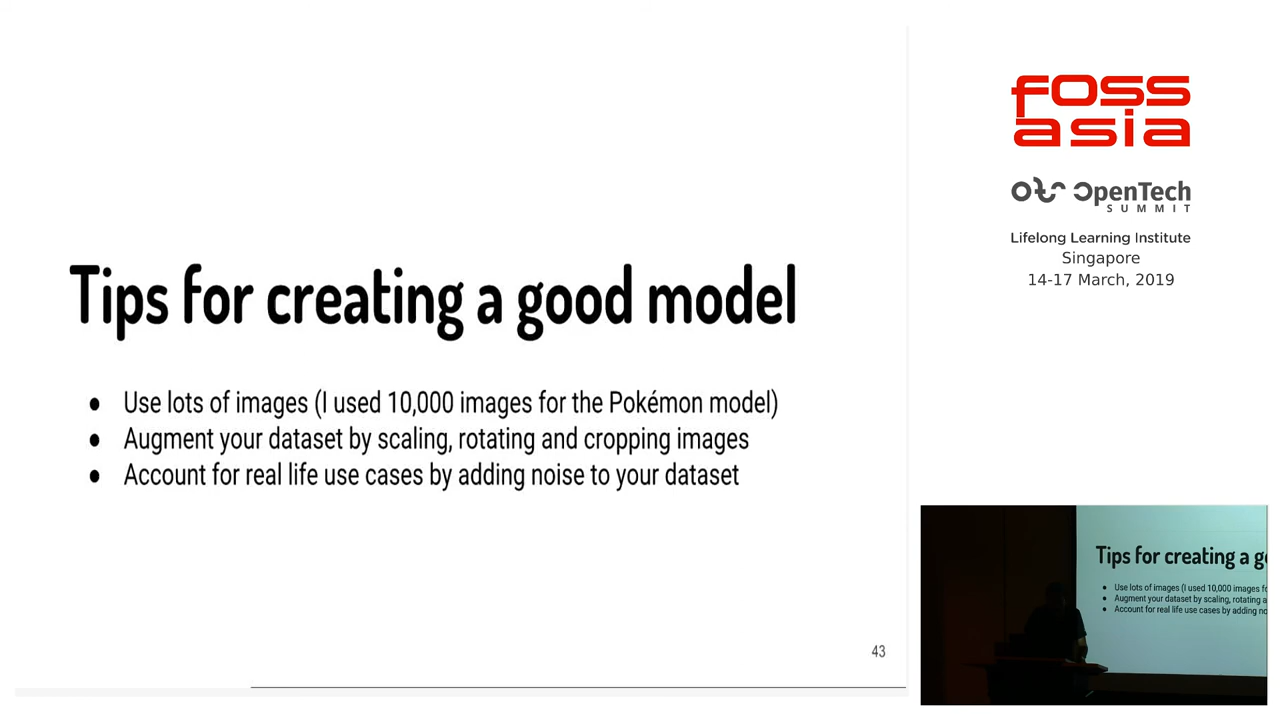 Tips for creating a good model
● Use lots of images (I used 10,000 images for the Pokémon model)
● Augment your dataset by scaling, rotating and cropping images
● Account for real life use cases by adding noise to your dataset
43
foss
asia
OpenTech
SUMMIT
Lifelong Learning Institute
Singapore
14-17 March, 2019
Tips for creating a g
● Use lots of images (I used 10,000 images f
● Augment your dataset by scaling, rotating a
● Account for real life use cases by adding no